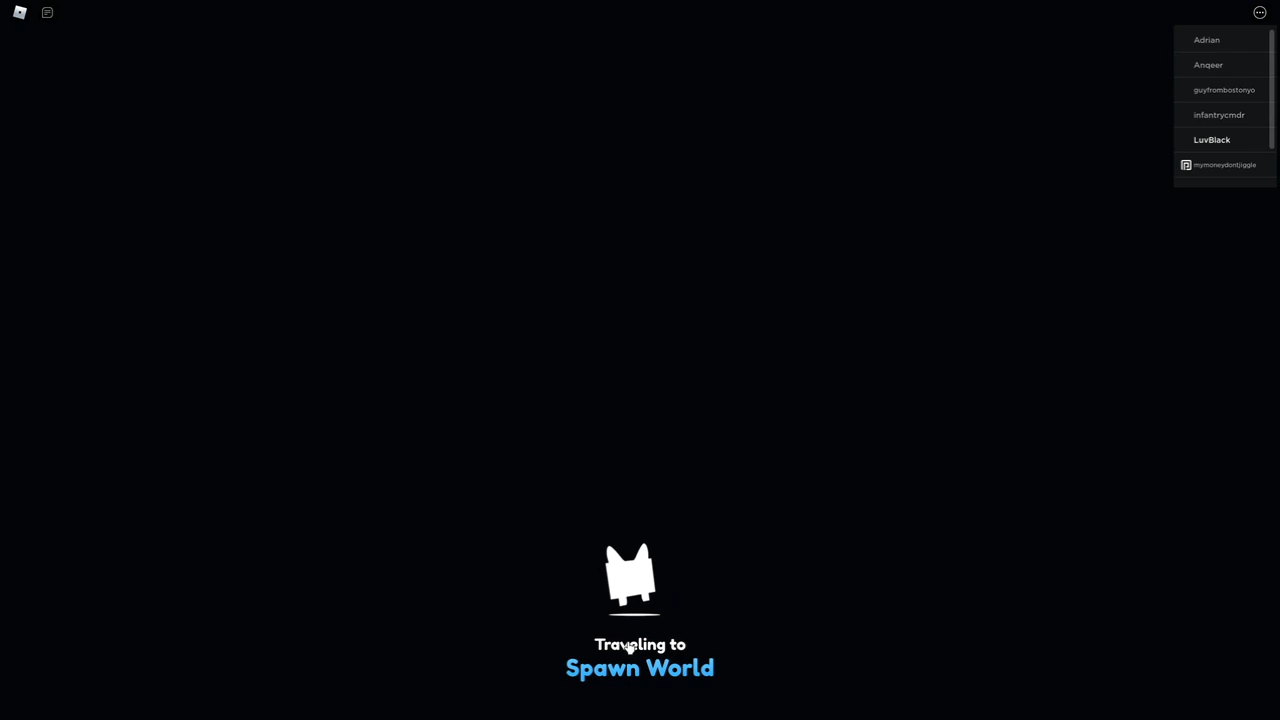 Adrian
Anqeer
guyfrombostonyo
infantrycmdr
LuvBlack
mymoneydontjiggle
Traveling to
Spawn World